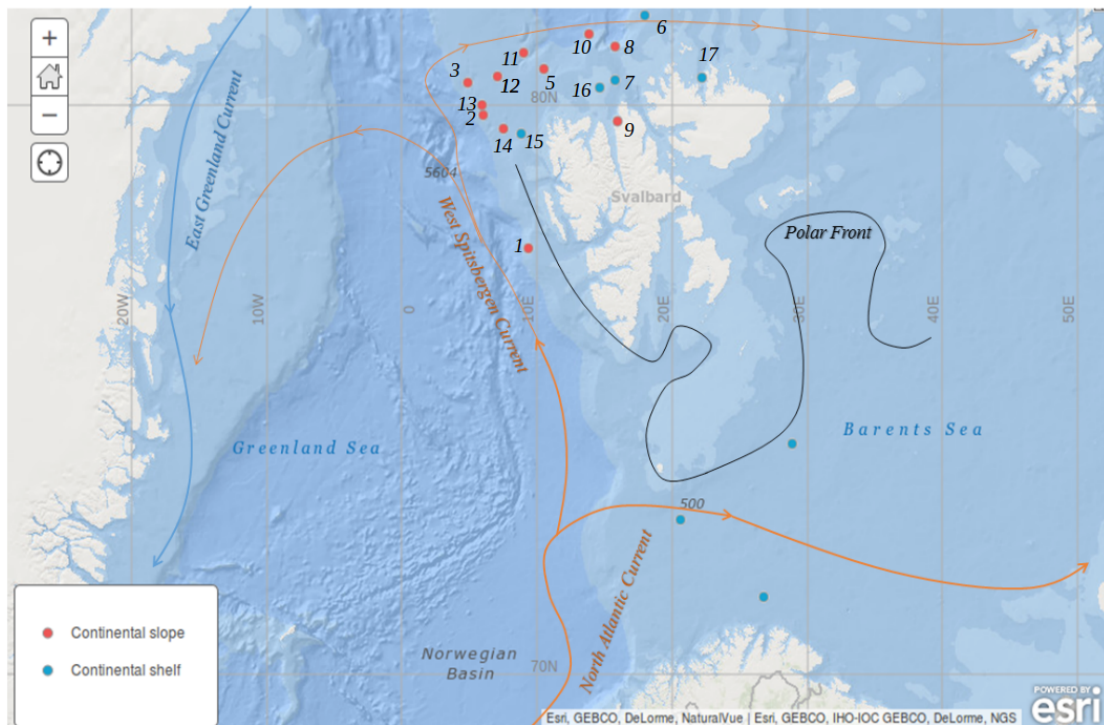 +
−
6
10
11
8
17
3
12
5
7
16
80N
13
2
9
14
15
5604
East Greenland Current
West Spitsbergen Current
Svalbard
1
Polar Front
20W
10W
0
10E
20E
30E
40E
50E
Greenland Sea
Barents Sea
500
North Atlantic Current
Continental slope
Continental shelf
Norwegian
Basin
70N
POWERED BY
esri
Esri, GEBCO, DeLorme, NaturalVue | Esri, GEBCO, IHO-IOC GEBCO, DeLorme, NGS